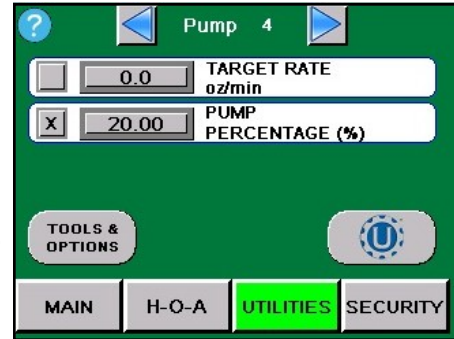 ?
Pump 4
0.0
TARGET RATE
oz/min
X
20.00
PUMP
PERCENTAGE (%)
TOOLS &
OPTIONS
U
MAIN
H-O-A
UTILITIES
SECURITY